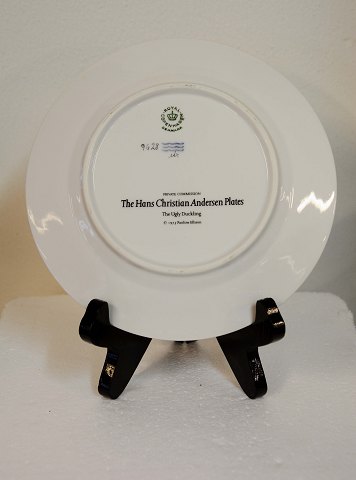 ROYAL
COPENHAGEN
DENMARK
PRIVATE COMMISSION
The Hans Christian Andersen Plates
The Ugly Duckling